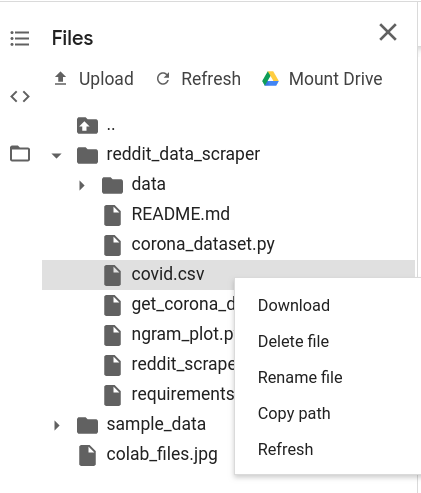 Files
Upload Refresh Mount Drive
..
reddit_data_scraper
data
README.md
corona_dataset.py
covid.csv
get_corona_d
Download
ngram_plot.p
Delete file
reddit_scrape
Rename file
requirements
Copy path
sample_data
Refresh
colab_files.jpg